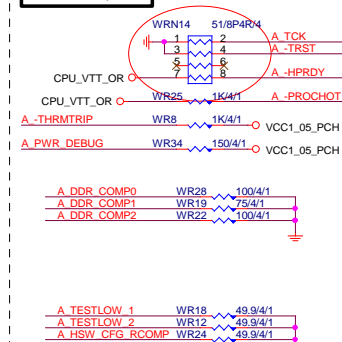 WRN14 51/8P4R/4
1 2 A_TCK
3 4 A_-TRST
5 6
CPU_VTT_OR 7 8 A_-HPRDY
CPU_VTT_OR WR25 1K/4/1 A_-PROCHOT
A_-THRMTRIP WR8 1K/4/1 VCC1_05_PCH
A_PWR_DEBUG WR34 150/4/1 VCC1_05_PCH
A_DDR_COMP0 WR28 100/4/1
A_DDR_COMP1 WR19 75/4/1
A_DDR_COMP2 WR22 100/4/1
A_TESTLOW_1 WR18 49.9/4/1
A_TESTLOW_2 WR12 49.9/4/1
A_HSW_CFG_RCOMP WR24 49.9/4/1